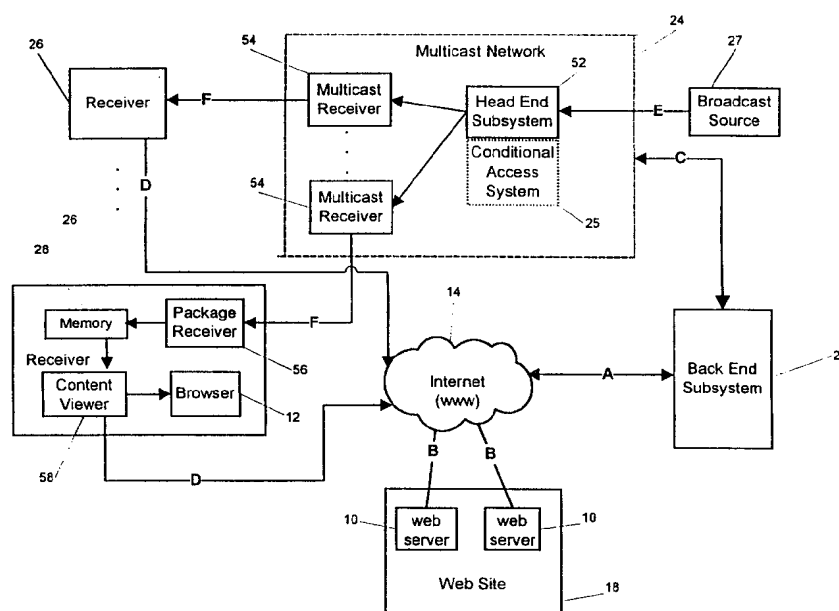 26
54
Multicast Network
24
52
27
Receiver
F
Multicast
Receiver
Head End
Subsystem
E
Broadcast
Source
Conditional
Access
System
C
D
54
Multicast
Receiver
25
26
28
14
Memory
Package
Receiver
F
Receiver
56
Internet
(www)
A
Back End
Subsystem
2
Content
Viewer
Browser
12
58
D
B
B
10
web
server
web
server
10
Web Site
18